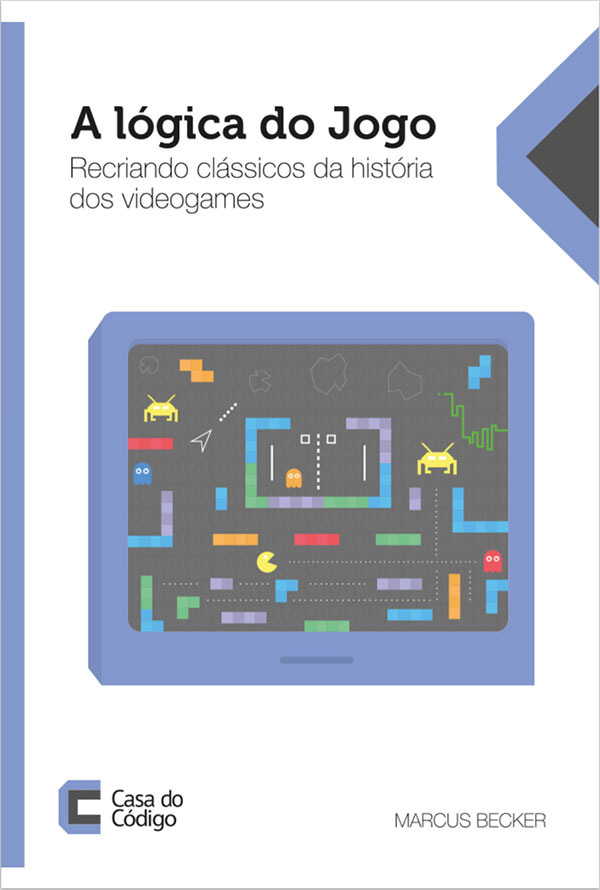 A lógica do Jogo
Recriando clássicos da história
dos videogames
Casa do
Código
MARCUS BECKER